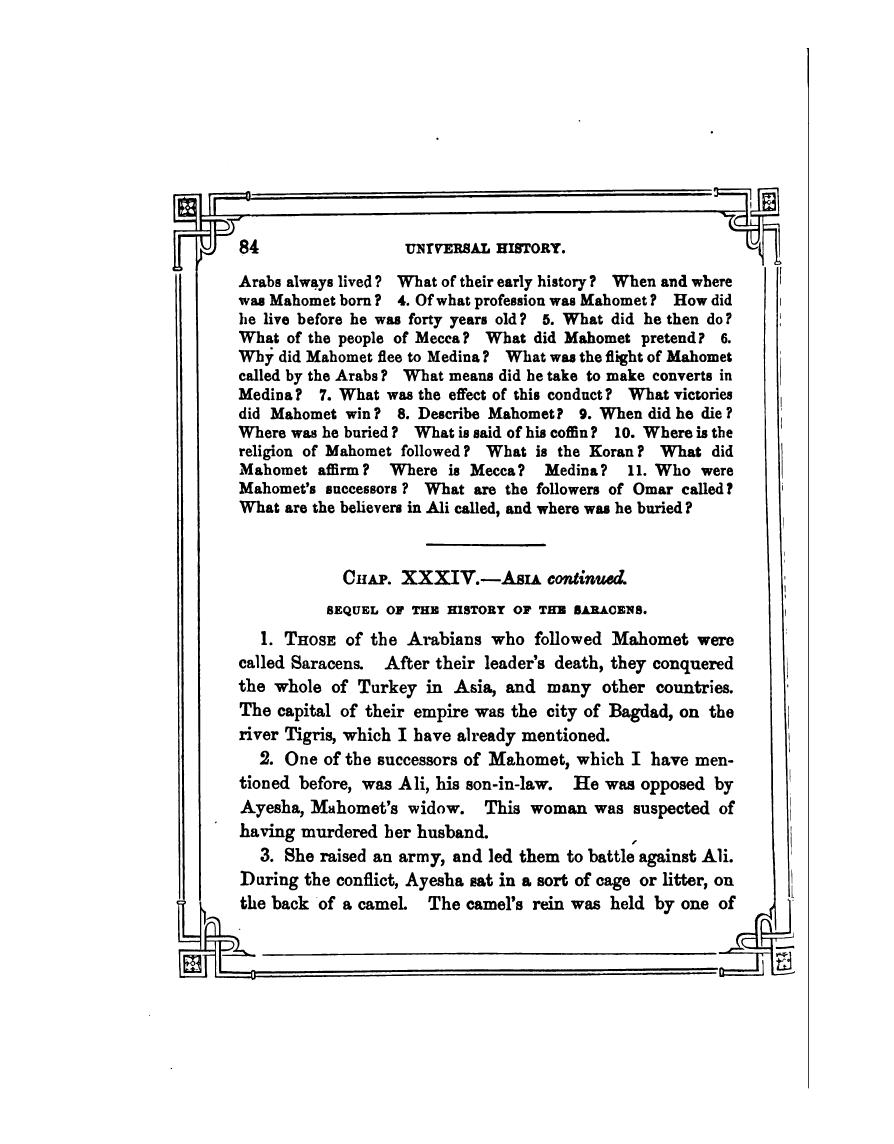 84 UNIVERSAL HISTORY.
Arabs always lived? What of their early history? When and where
was Mahomet born? 4. Of what profession was Mahomet? How did
he live before he was forty years old? 5. What did he then do?
What of the people of Mecca? What did Mahomet pretend? 6.
Why did Mahomet flee to Medina? What was the flight of Mahomet
called by the Arabs? What means did he take to make converts in
Medina? 7. What was the effect of this conduct? What victories
did Mahomet win? 8. Describe Mahomet? 9. When did he die?
Where was he buried? What is said of his coffin? 10. Where is the
religion of Mahomet followed? What is the Koran? What did
Mahomet affirm? Where is Mecca? Medina? 11. Who were
Mahomet's successors? What are the followers of Omar called?
What are the believers in Ali called, and where was he buried?
CHAP. XXXIV.—ASIA continued.
SEQUEL OF THE HISTORY OF THE SARACENS.
1. THOSE of the Arabians who followed Mahomet were
called Saracens. After their leader's death, they conquered
the whole of Turkey in Asia, and many other countries.
The capital of their empire was the city of Bagdad, on the
river Tigris, which I have already mentioned.
2. One of the successors of Mahomet, which I have men-
tioned before, was Ali, his son-in-law. He was opposed by
Ayesha, Mahomet's widow. This woman was suspected of
having murdered her husband.
3. She raised an army, and led them to battle against Ali.
During the conflict, Ayesha sat in a sort of cage or litter, on
the back of a camel. The camel's rein was held by one of